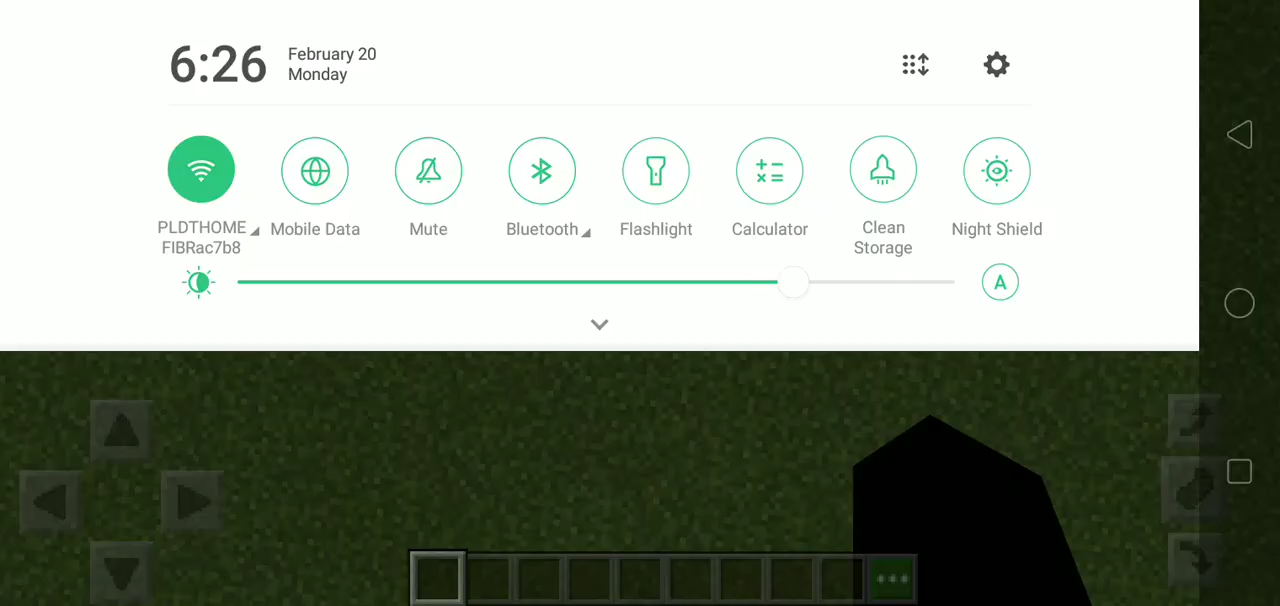 6:26
February 20
Monday
PLDTHOME
FIBRac7b8
Mobile Data
Mute
Bluetooth
Flashlight
Calculator
Clean
Storage
Night Shield
A